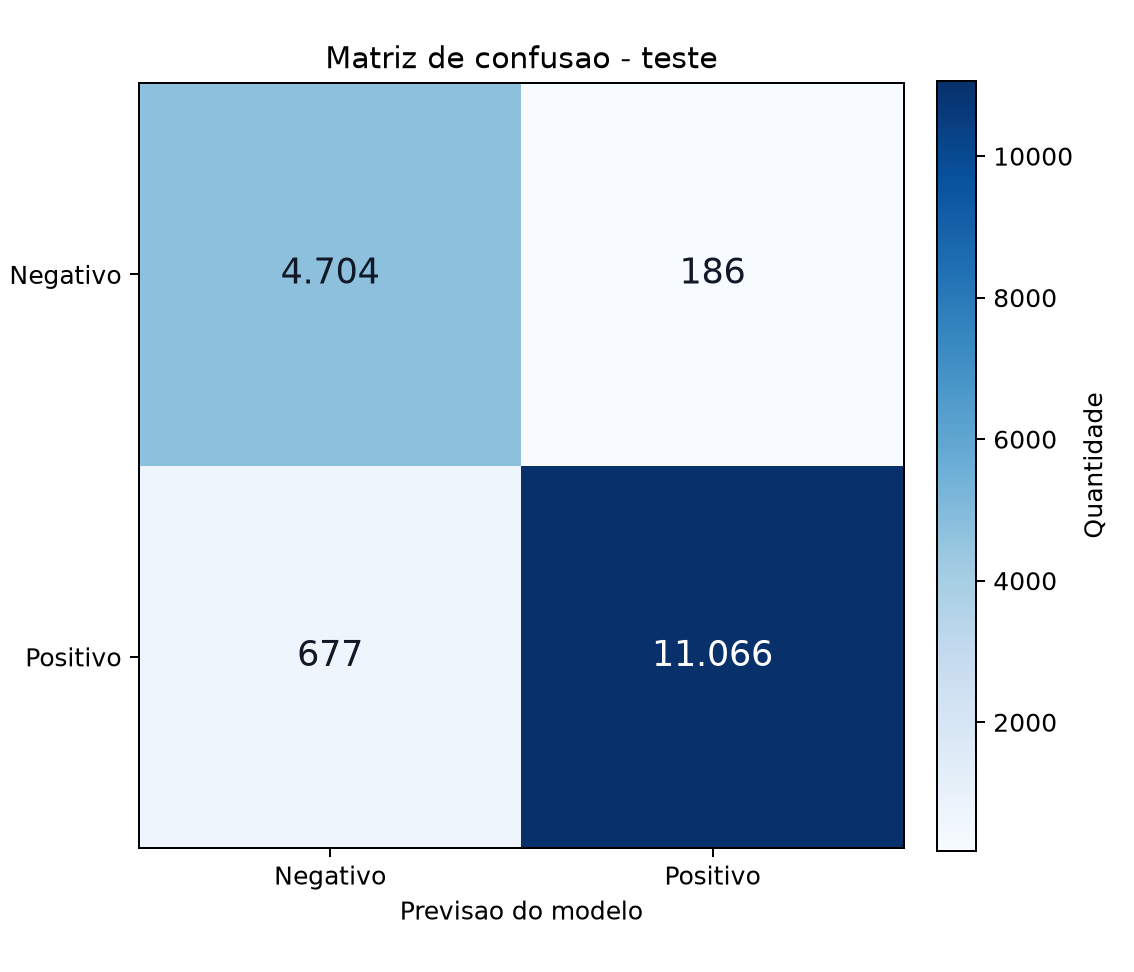 Matriz de confusao - teste
Negativo
4.704
186
Positivo
677
11.066
Negativo
Positivo
Previsao do modelo
10000
8000
6000
4000
2000
Quantidade